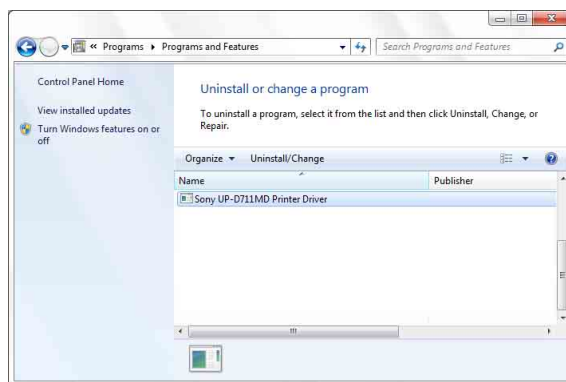 « Programs ▸ Programs and Features
Search Programs and Features
Control Panel Home
View installed updates
Turn Windows features on or
off
Uninstall or change a program
To uninstall a program, select it from the list and then click Uninstall, Change, or
Repair.
Organize Uninstall/Change
Name Publisher
Sony UP-D711MD Printer Driver